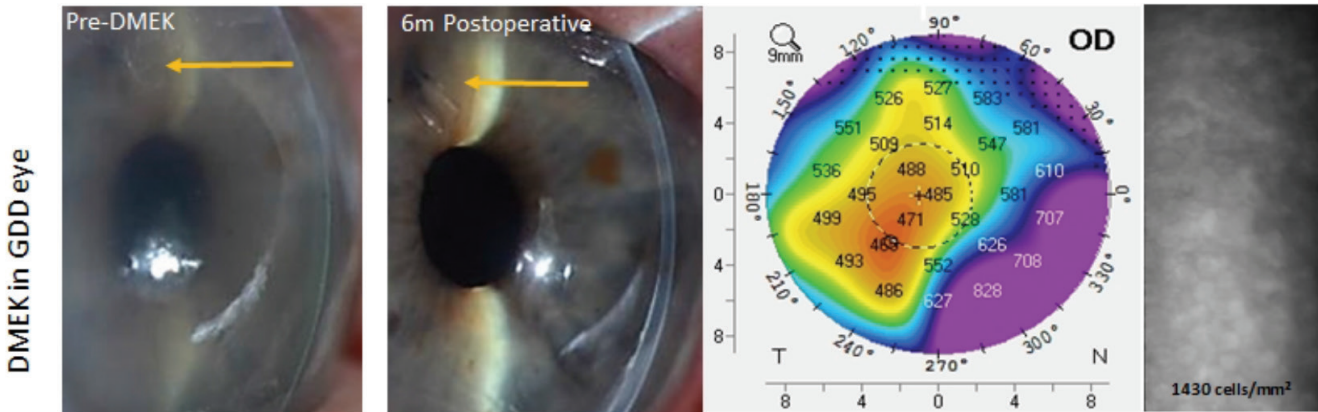 DMEK in GDD eye
Pre-DMEK
6m Postoperative
9mm
OD
90°
120° 60°
150° 30°
180° 0°
210° 330°
240° 300°
270°
8
4
0
4
8
527
526 583
514
551 581
509 547
536 488 510 610
495 485 581
499 471 528 707
626
493 552 708
486 828
627
T N
8 4 0 4 8
1430 cells/mm²